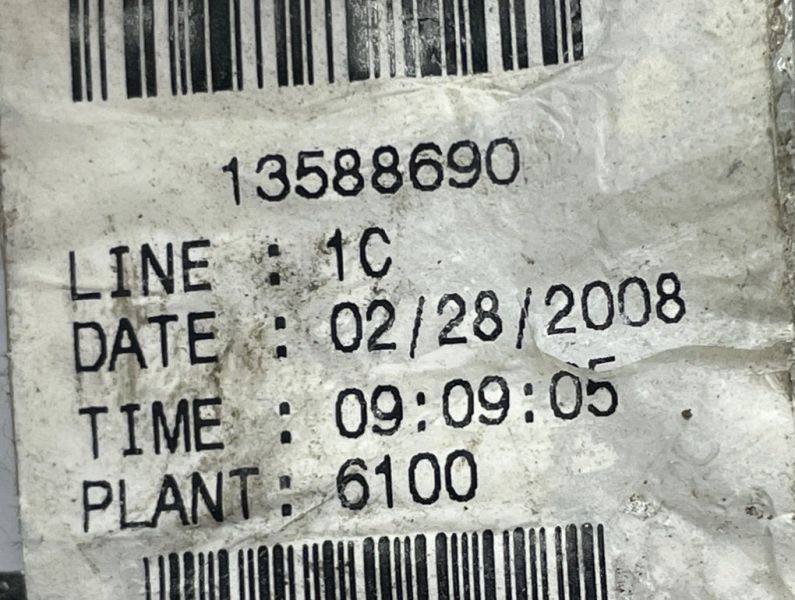 13588690
LINE : 1C
DATE : 02/28/2008
TIME : 09:09:05
PLANT: 6100